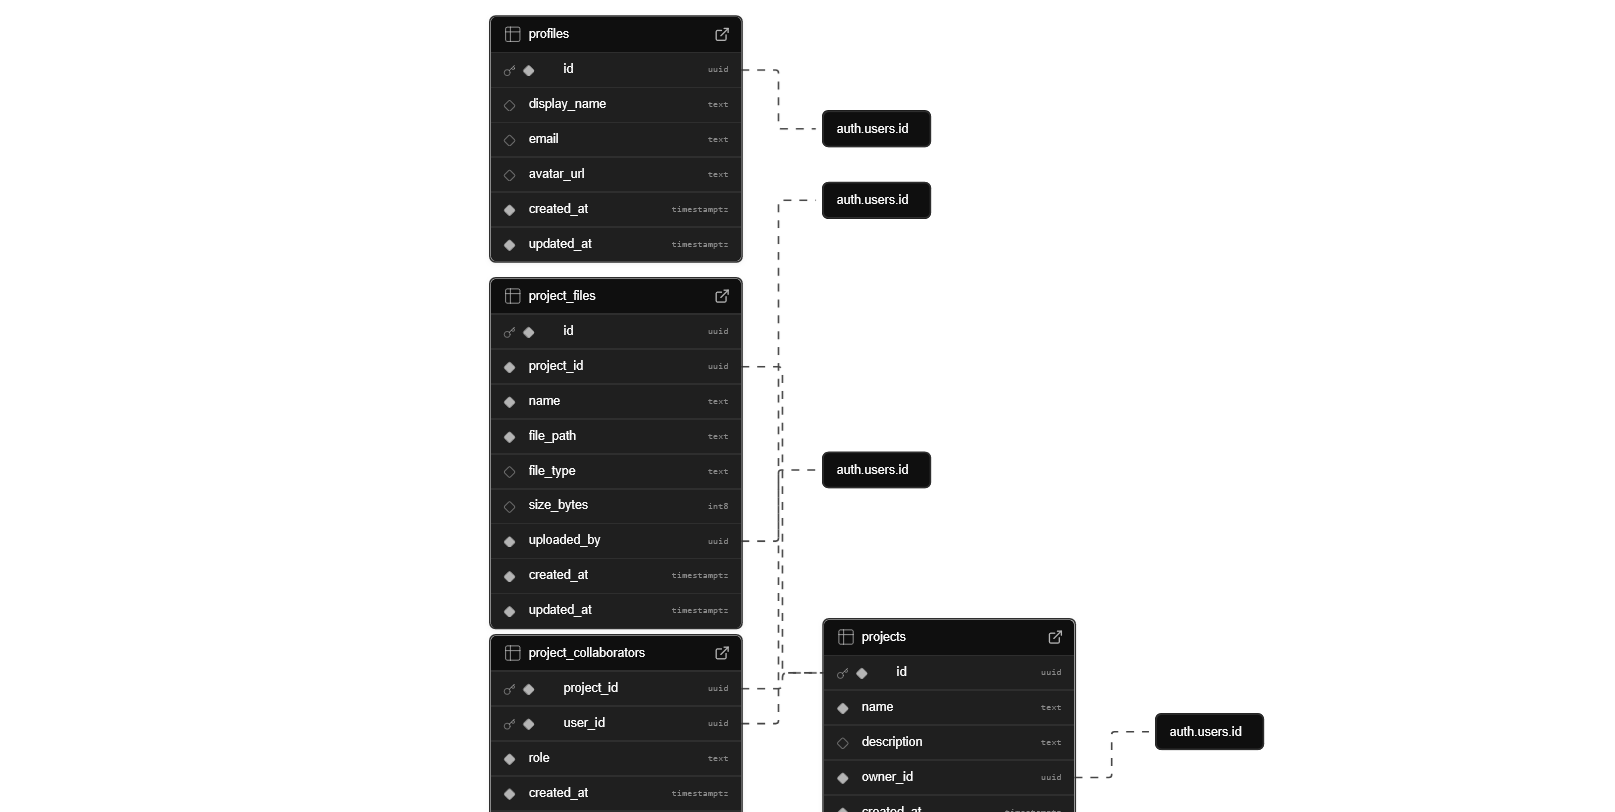 profiles
id uuid
display_name text
email text
avatar_url text
created_at timestamptz
updated_at timestamptz
auth.users.id
auth.users.id
project_files
id uuid
project_id uuid
name text
file_path text
file_type text
size_bytes int8
uploaded_by uuid
created_at timestamptz
updated_at timestamptz
auth.users.id
project_collaborators
project_id uuid
user_id uuid
role text
created_at timestamptz
projects
id uuid
name text
description text
owner_id uuid
created_at timestamptz
auth.users.id